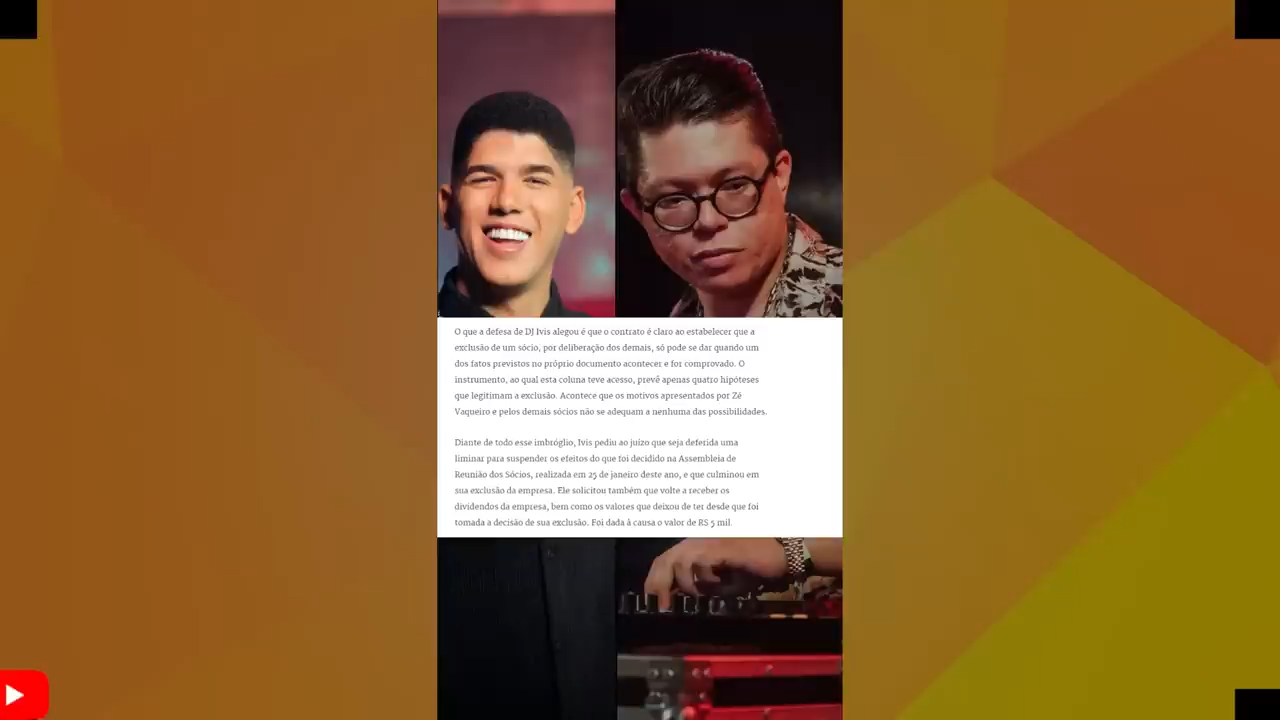 O que a defesa de DJ Ivis alegou é que o contrato é claro ao estabelecer que a
exclusão de um sócio, por deliberação dos demais, só pode se dar quando um
dos fatos previstos no próprio documento acontecer e for comprovado. O
instrumento, ao qual esta coluna teve acesso, prevê apenas quatro hipóteses
que legitimam a exclusão. Acontece que os motivos apresentados por Zé
Vaqueiro e pelos demais sócios não se adequam a nenhuma das possibilidades.
Diante de todo esse imbróglio, Ivis pediu ao juízo que seja deferida uma
liminar para suspender os efeitos do que foi decidido na Assembleia de
Reunião dos Sócios, realizada em 25 de janeiro deste ano, e que culminou em
sua exclusão da empresa. Ele solicitou também que volte a receber os
dividendos da empresa, bem como os valores que deixou de ter desde que foi
tomada a decisão de sua exclusão. Foi dada à causa o valor de R$ 5 mil.